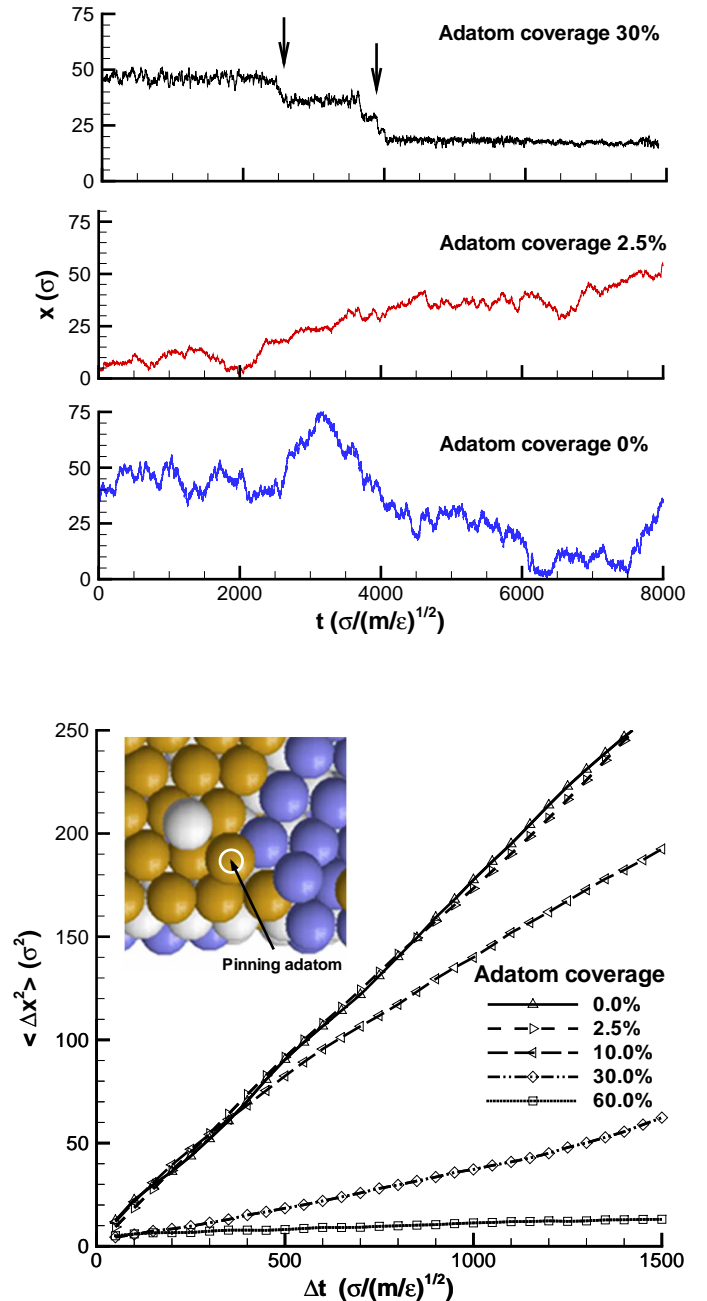 75
Adatom coverage 30%
50
25
0
75
Adatom coverage 2.5%
50
25
0
x (σ)
75
Adatom coverage 0%
50
25
0
0 2000 4000 6000 8000
t (σ/(m/ε)^1/2)
250
200
150
100
50
0
< Δx² > (σ²)
Pinning adatom
Adatom coverage
0.0%
2.5%
10.0%
30.0%
60.0%
0 500 1000 1500
Δt (σ/(m/ε)^1/2)